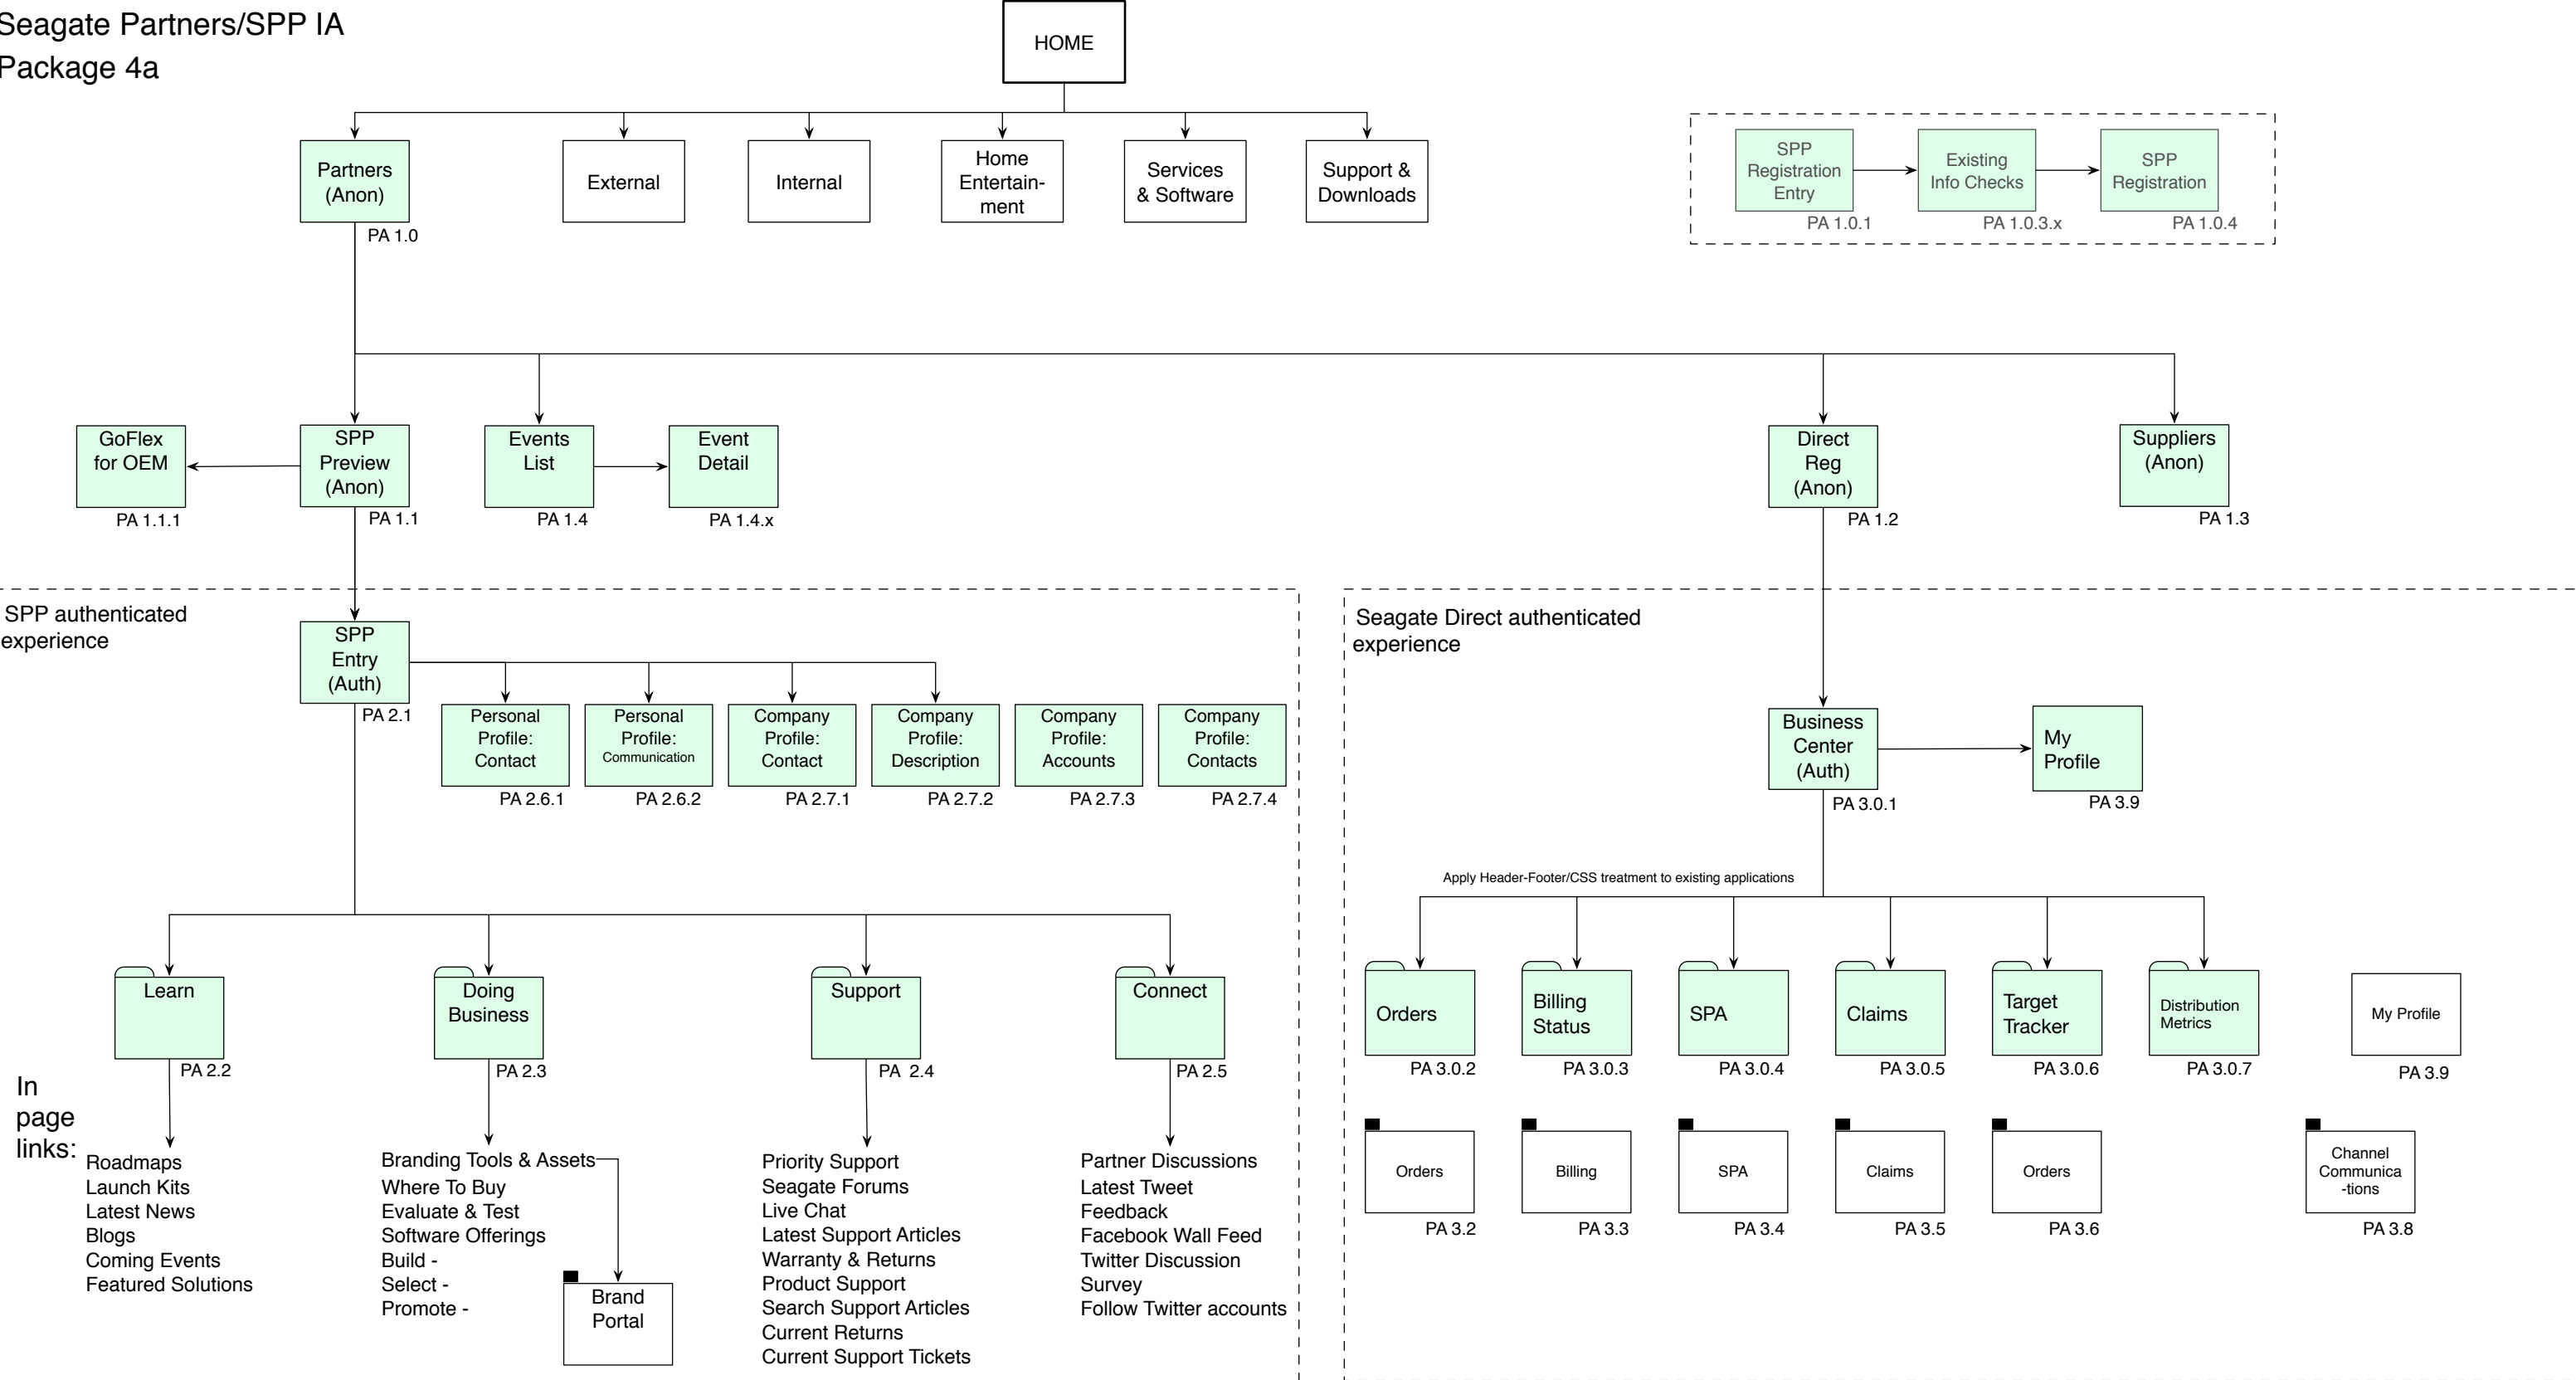 Seagate Partners/SPP IA
Package 4a
HOME
Partners
(Anon)
PA 1.0
External
Internal
Home
Entertain-
ment
Services
& Software
Support &
Downloads
SPP
Registration
Entry
PA 1.0.1
Existing
Info Checks
PA 1.0.3.x
SPP
Registration
PA 1.0.4
GoFlex
for OEM
PA 1.1.1
SPP
Preview
(Anon)
PA 1.1
Events
List
PA 1.4
Event
Detail
PA 1.4.x
Direct
Reg
(Anon)
PA 1.2
Suppliers
(Anon)
PA 1.3
SPP authenticated
experience
SPP
Entry
(Auth)
PA 2.1
Personal
Profile:
Contact
PA 2.6.1
Personal
Profile:
Communication
PA 2.6.2
Company
Profile:
Contact
PA 2.7.1
Company
Profile:
Description
PA 2.7.2
Company
Profile:
Accounts
PA 2.7.3
Company
Profile:
Contacts
PA 2.7.4
Learn
PA 2.2
Doing
Business
PA 2.3
Support
PA 2.4
Connect
PA 2.5
In
page
links:
Roadmaps
Launch Kits
Latest News
Blogs
Coming Events
Featured Solutions
Branding Tools & Assets
Where To Buy
Evaluate & Test
Software Offerings
Build -
Select -
Promote -
Brand
Portal
Priority Support
Seagate Forums
Live Chat
Latest Support Articles
Warranty & Returns
Product Support
Search Support Articles
Current Returns
Current Support Tickets
Partner Discussions
Latest Tweet
Feedback
Facebook Wall Feed
Twitter Discussion
Survey
Follow Twitter accounts
Seagate Direct authenticated
experience
Business
Center
(Auth)
PA 3.0.1
My
Profile
PA 3.9
Apply Header-Footer/CSS treatment to existing applications
Orders
PA 3.0.2
Billing
Status
PA 3.0.3
SPA
PA 3.0.4
Claims
PA 3.0.5
Target
Tracker
PA 3.0.6
Distribution
Metrics
PA 3.0.7
My Profile
PA 3.9
Orders
PA 3.2
Billing
PA 3.3
SPA
PA 3.4
Claims
PA 3.5
Orders
PA 3.6
Channel
Communica
-tions
PA 3.8